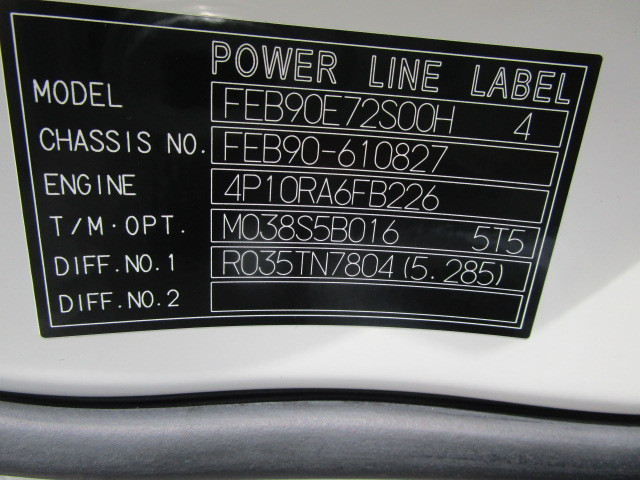 POWER LINE LABEL
MODEL FEB90E72S00H 4
CHASSIS NO. FEB90-610827
ENGINE 4P10RA6FB226
T/M·OPT. M038S5B016 5T5
DIFF.NO.1 R035TN7804(5.285)
DIFF.NO.2